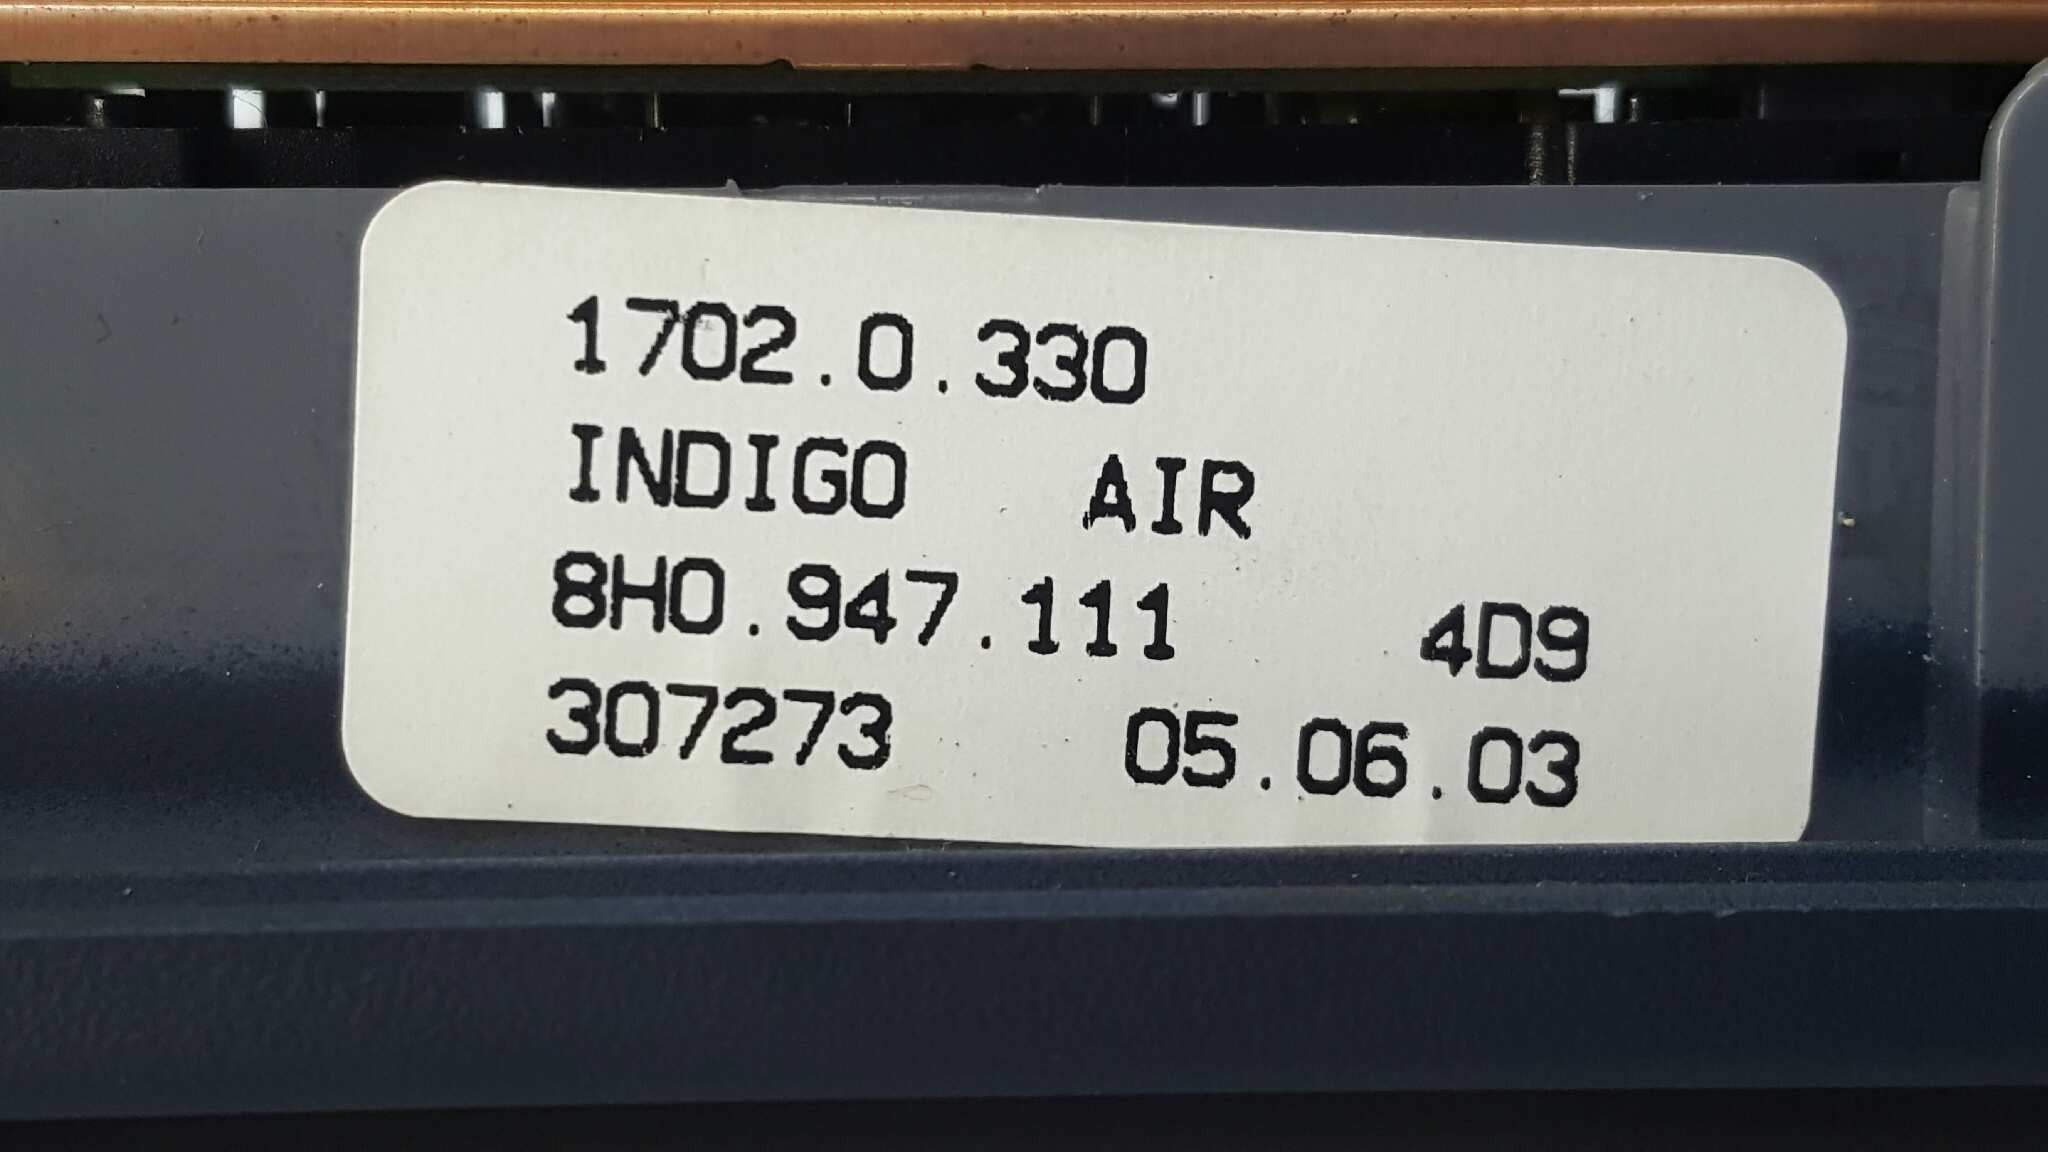 1702.0.330
INDIGO AIR
8H0.947.111 4D9
307273 05.06.03